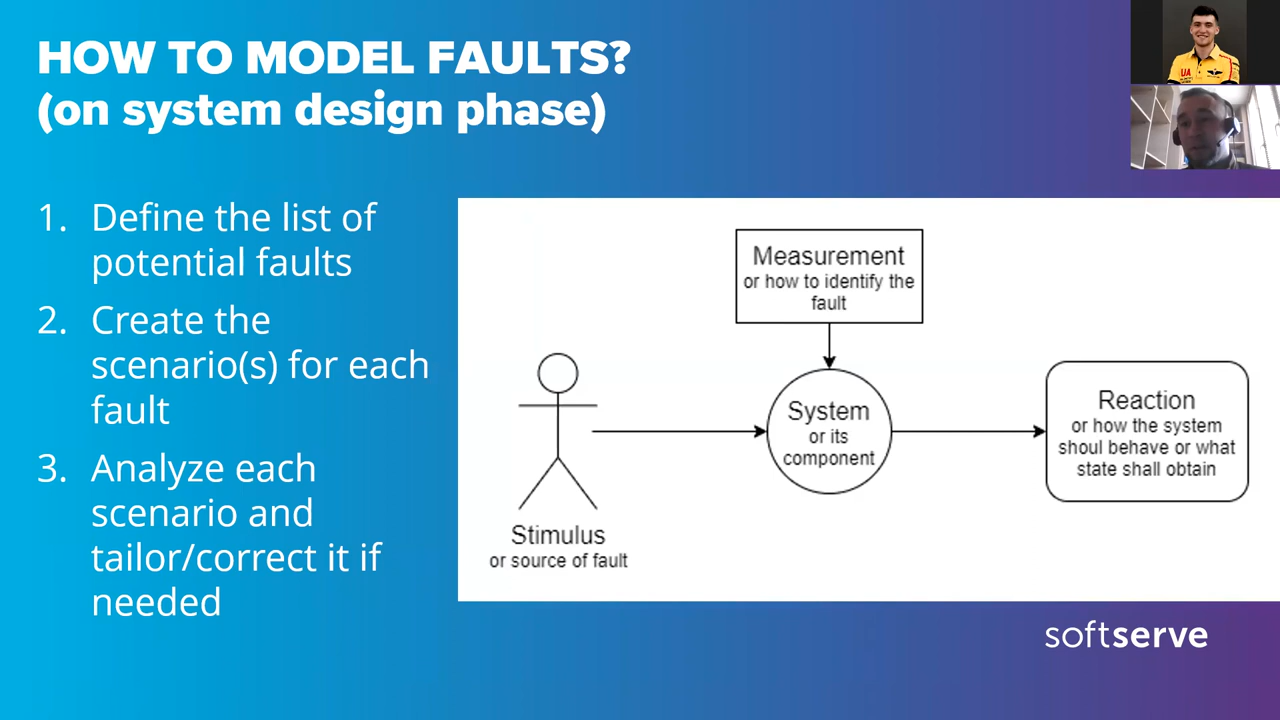 HOW TO MODEL FAULTS?
(on system design phase)
1. Define the list of
potential faults
2. Create the
scenario(s) for each
fault
3. Analyze each
scenario and
tailor/correct it if
needed
Measurement
or how to identify the
fault
System
or its
component
Reaction
or how the system
shoul behave or what
state shall obtain
Stimulus
or source of fault
softserve
UA